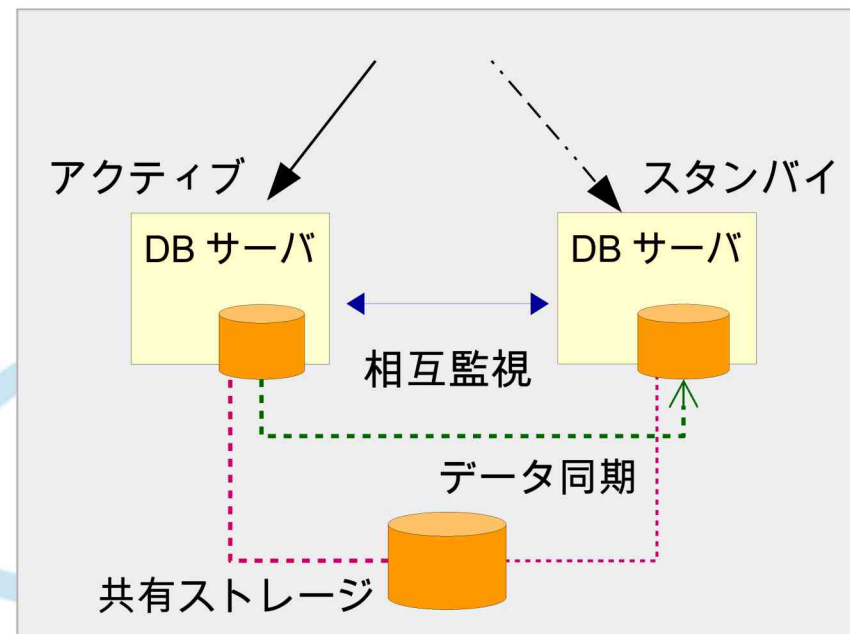 アクティブ
スタンバイ
DB サーバ
DB サーバ
相互監視
データ同期
共有ストレージ